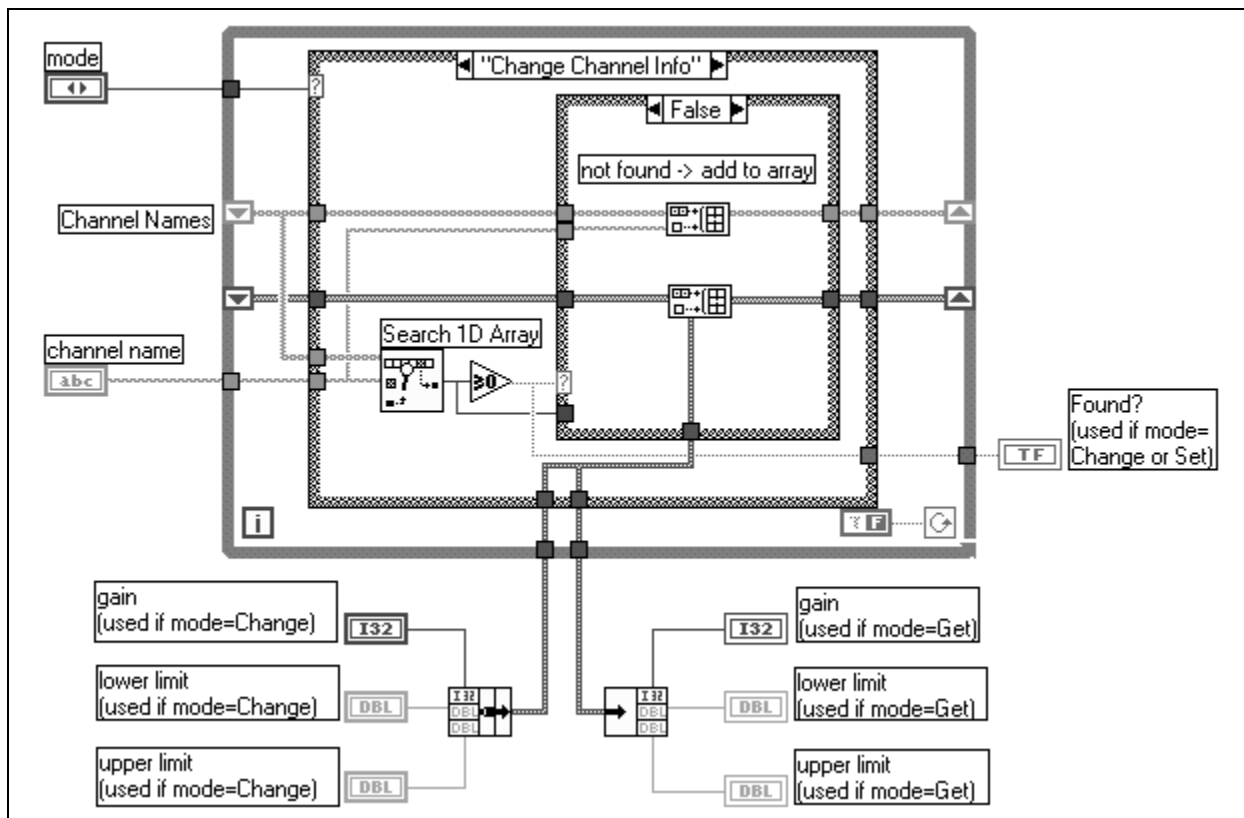 mode
"Change Channel Info"
?
False
not found -> add to array
Channel Names
Search 1D Array
channel name
abc
≥0
?
Found?
(used if mode=
Change or Set)
TF
i
F
gain
(used if mode=Change)
I32
gain
(used if mode=Get)
I32
lower limit
(used if mode=Change)
DBL
I32
DBL
DBL
I32
DBL
DBL
DBL
lower limit
(used if mode=Get)
upper limit
(used if mode=Change)
DBL
DBL
upper limit
(used if mode=Get)